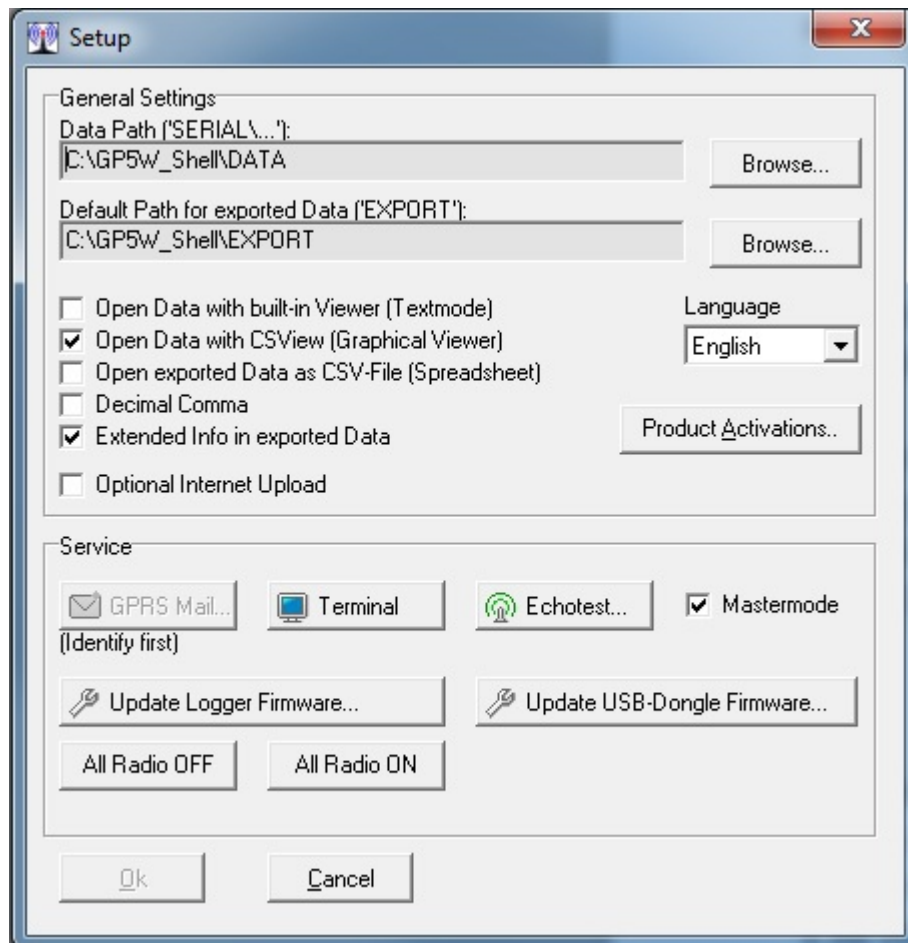 Setup
General Settings
Data Path ('SERIAL\...'):
C:\GP5W_Shell\DATA
Browse...
Default Path for exported Data ('EXPORT'):
C:\GP5W_Shell\EXPORT
Browse...
Open Data with built-in Viewer (Textmode)
Language
Open Data with CSView (Graphical Viewer)
English
Open exported Data as CSV-File (Spreadsheet)
Decimal Comma
Extended Info in exported Data
Product Activations..
Optional Internet Upload
Service
GPRS Mail...
Terminal
Echotest...
Mastermode
(Identify first)
Update Logger Firmware...
Update USB-Dongle Firmware...
All Radio OFF
All Radio ON
Ok
Cancel